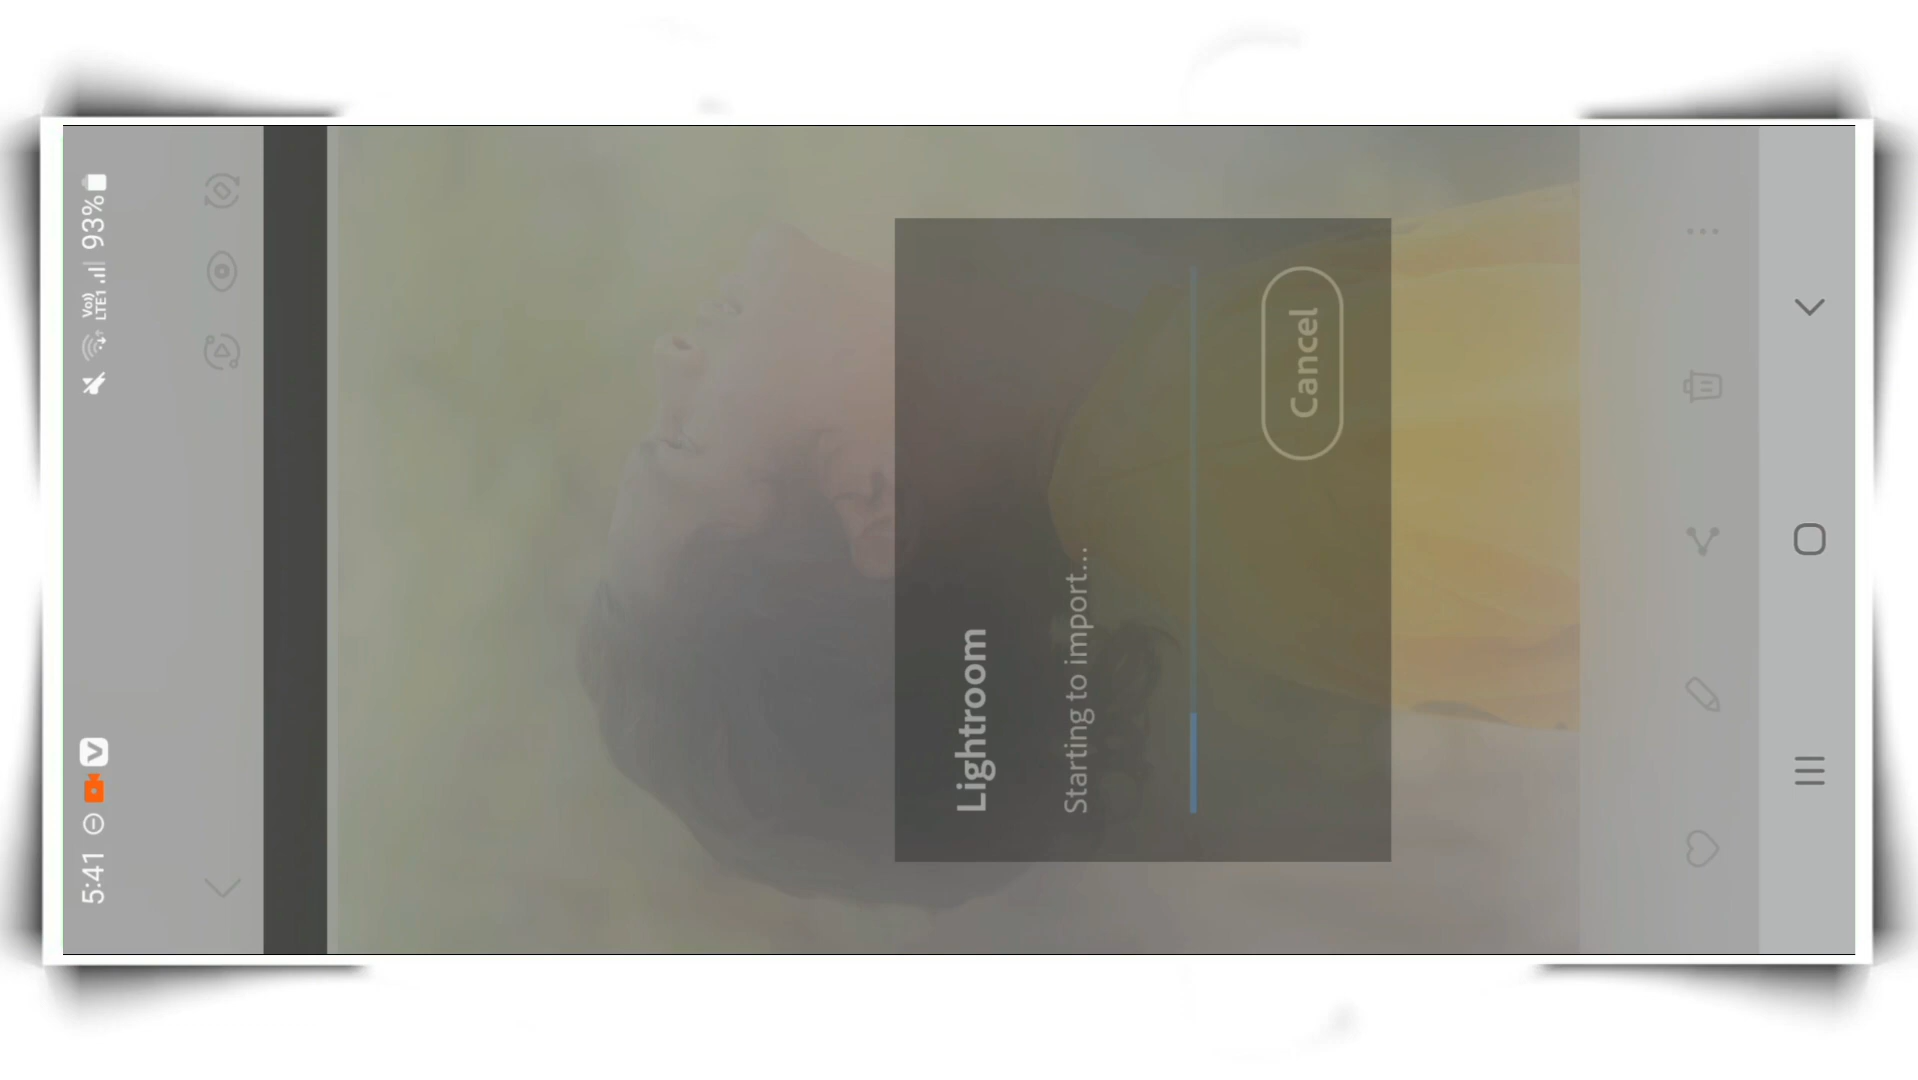 5:41
Vo))
LTE1
93%
Lightroom
Starting to import...
Cancel